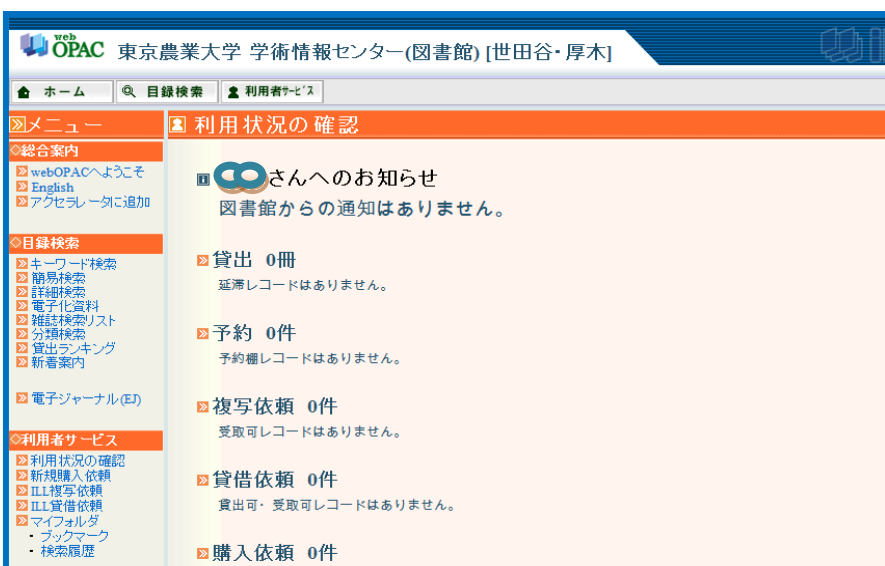 web
OPAC 東京農業大学 学術情報センター(図書館) [世田谷・厚木]
ホーム 目録検索 利用者ｻｰﾋﾞｽ
メニュー
◇総合案内
webOPACへようこそ
English
アクセラレータに追加
◇目録検索
キーワード検索
簡易検索
詳細検索
電子化資料
雑誌検索リスト
分類検索
貸出ランキング
新着案内
電子ジャーナル(EJ)
◇利用者サービス
利用状況の確認
新規購入依頼
ILL複写依頼
ILL貸借依頼
マイフォルダ
・ブックマーク
・検索履歴
利用状況の確認
さんへのお知らせ
図書館からの通知はありません。
貸出 0冊
延滞レコードはありません。
予約 0件
予約棚レコードはありません。
複写依頼 0件
受取可レコードはありません。
貸借依頼 0件
貸出可・受取可レコードはありません。
購入依頼 0件